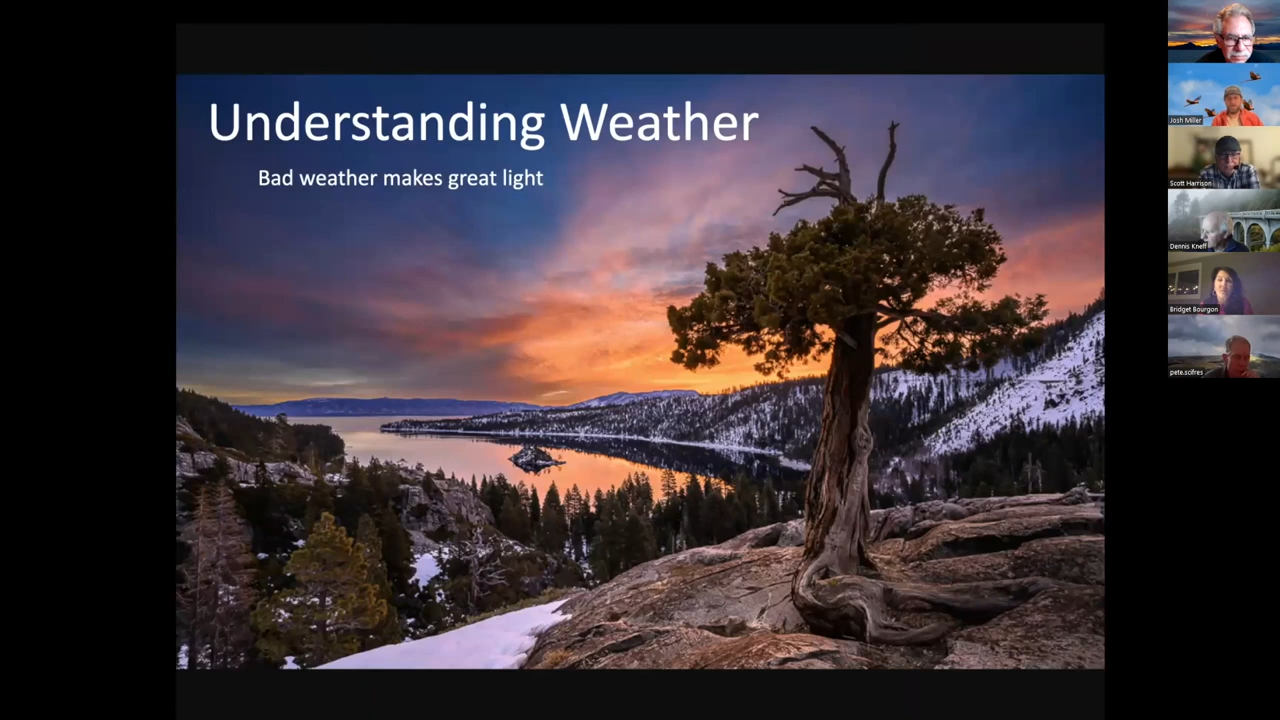 Understanding Weather
Bad weather makes great light
Josh Miller
Scott Harrison
Dennis Kneff
Bridget Bourgon
pete.scifres